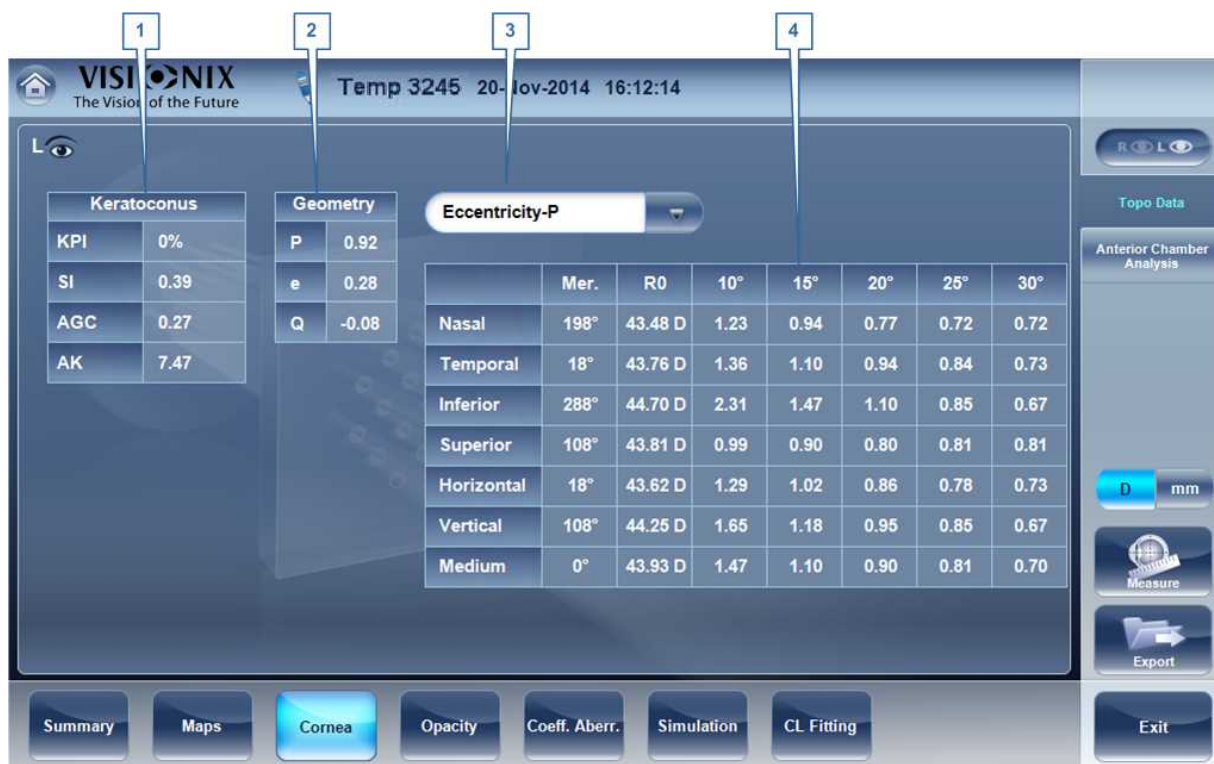 1 2 3 4
VISIONIX
The Vision of the Future
Temp 3245 20-Nov-2014 16:12:14
L
R L
Topo Data
Anterior Chamber
Analysis
Keratoconus
KPI 0%
SI 0.39
AGC 0.27
AK 7.47
Geometry
P 0.92
e 0.28
Q -0.08
Eccentricity-P
Mer. R0 10° 15° 20° 25° 30°
Nasal 198° 43.48 D 1.23 0.94 0.77 0.72 0.72
Temporal 18° 43.76 D 1.36 1.10 0.94 0.84 0.73
Inferior 288° 44.70 D 2.31 1.47 1.10 0.85 0.67
Superior 108° 43.81 D 0.99 0.90 0.80 0.81 0.81
Horizontal 18° 43.62 D 1.29 1.02 0.86 0.78 0.73
Vertical 108° 44.25 D 1.65 1.18 0.95 0.85 0.67
Medium 0° 43.93 D 1.47 1.10 0.90 0.81 0.70
D mm
Measure
Export
Summary Maps Cornea Opacity Coeff. Aberr. Simulation CL Fitting Exit